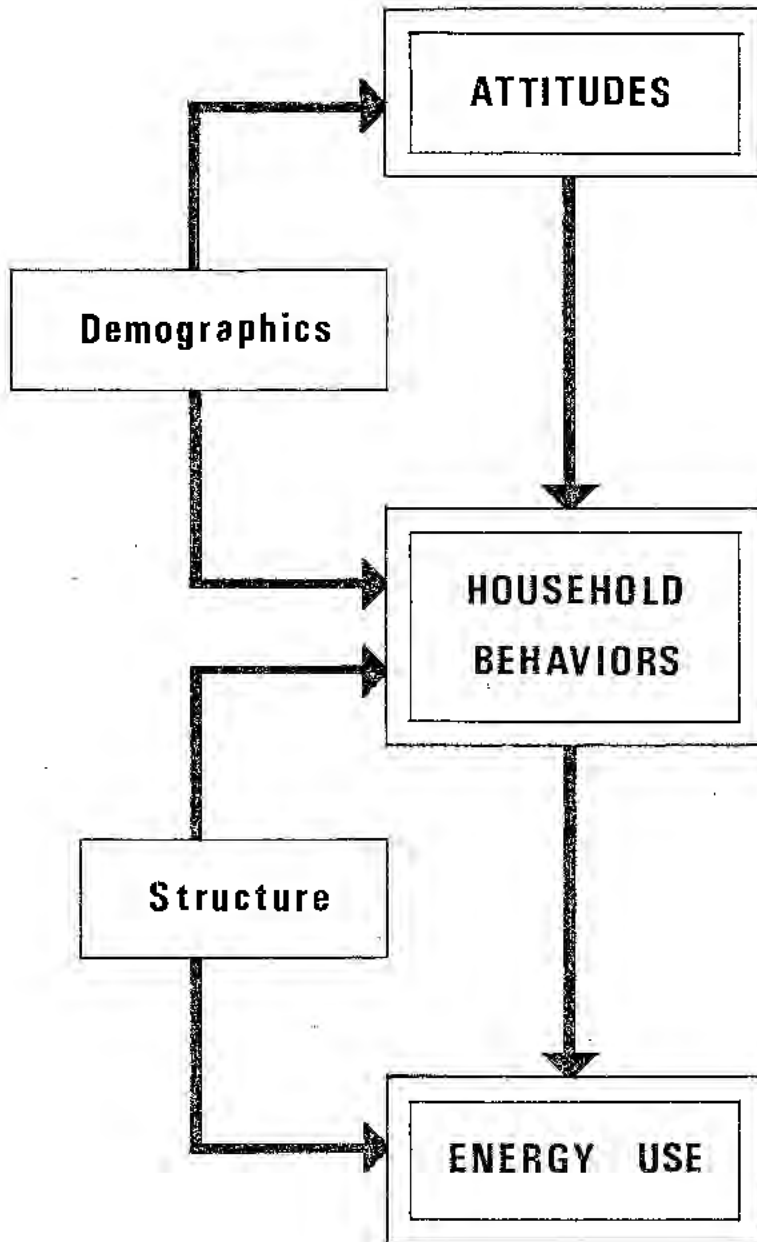 ATTITUDES
Demographics
HOUSEHOLD
BEHAVIORS
Structure
ENERGY USE